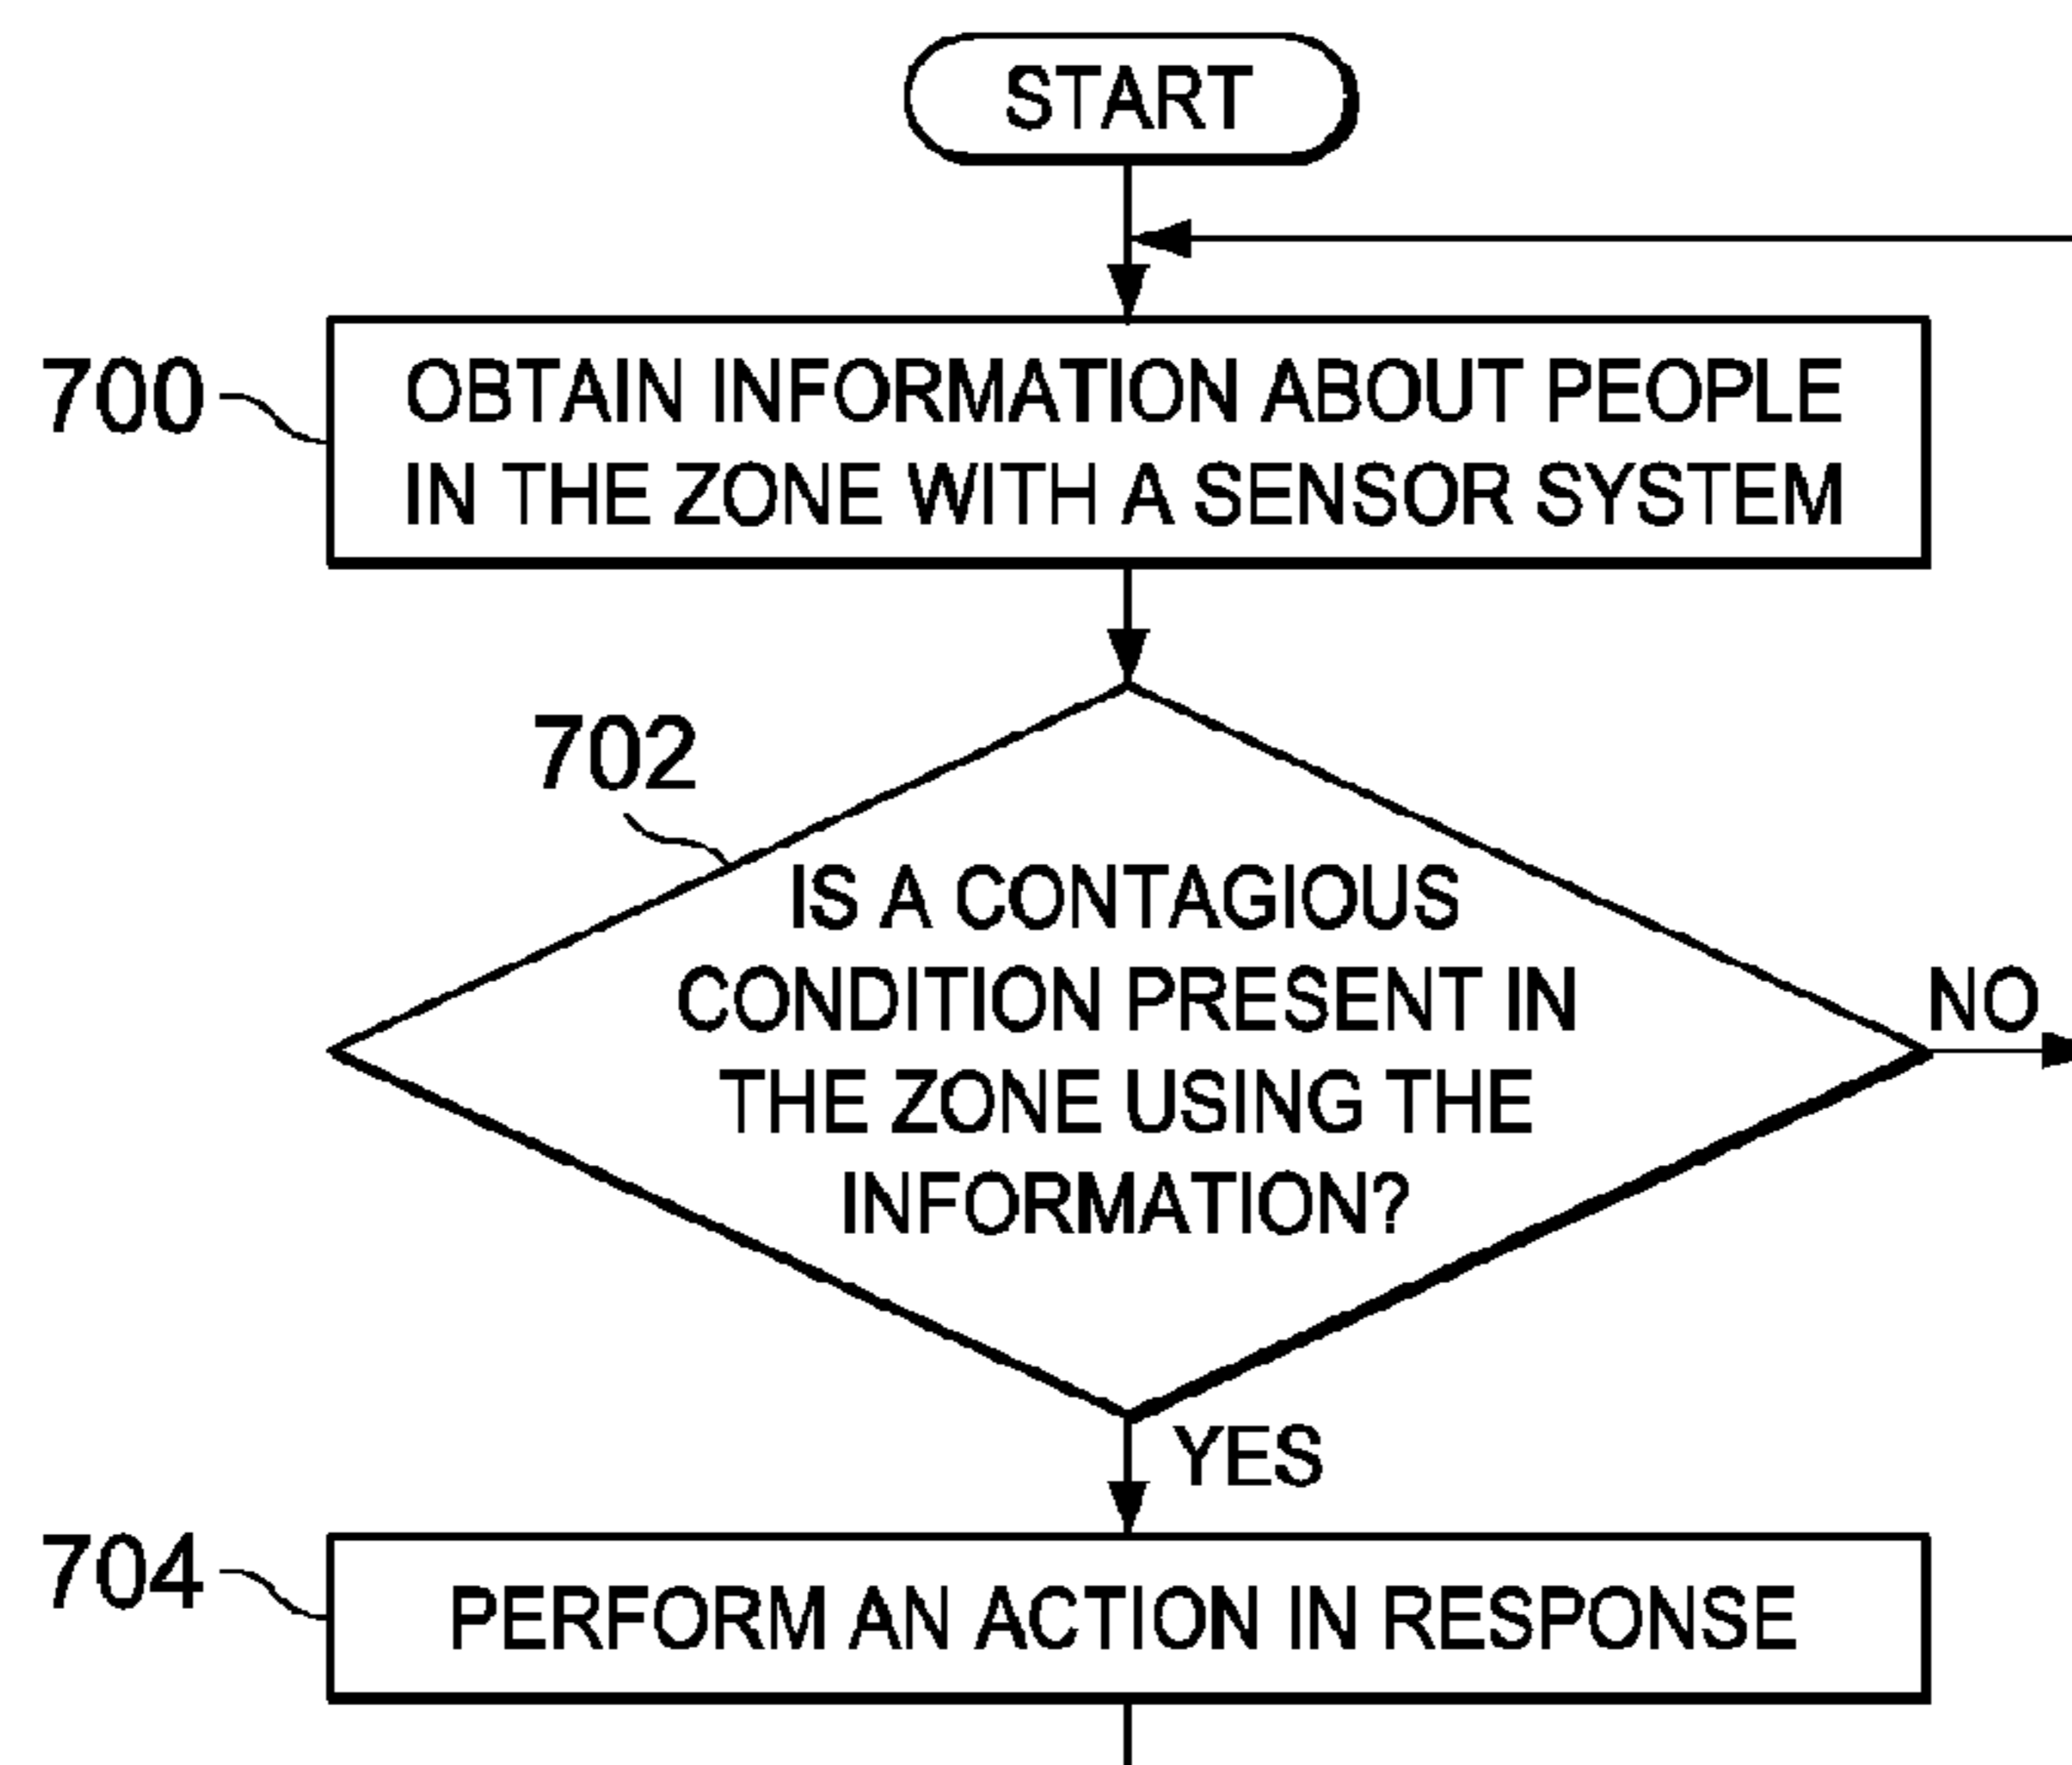 START
700
OBTAIN INFORMATION ABOUT PEOPLE
IN THE ZONE WITH A SENSOR SYSTEM
702
IS A CONTAGIOUS
CONDITION PRESENT IN
THE ZONE USING THE
INFORMATION?
NO
YES
704
PERFORM AN ACTION IN RESPONSE